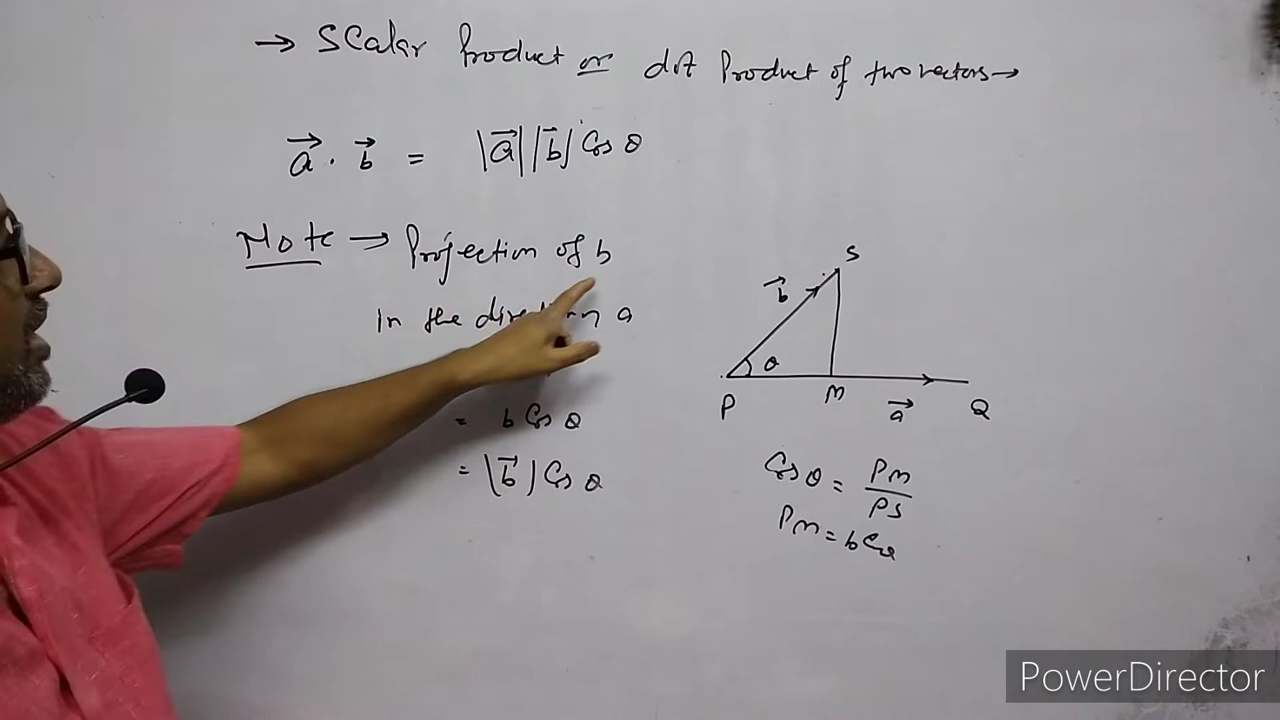 → Scalar Product or dot Product of two vectors →
a⃗ . b⃗ = |a⃗| |b⃗| Cos θ
Note → Projection of b
in the direction a
= b Cos θ
= |b⃗| Cos θ
S
b⃗
θ
P M a⃗ Q
Cos θ = PM/PS
PM = b Cos
PowerDirector